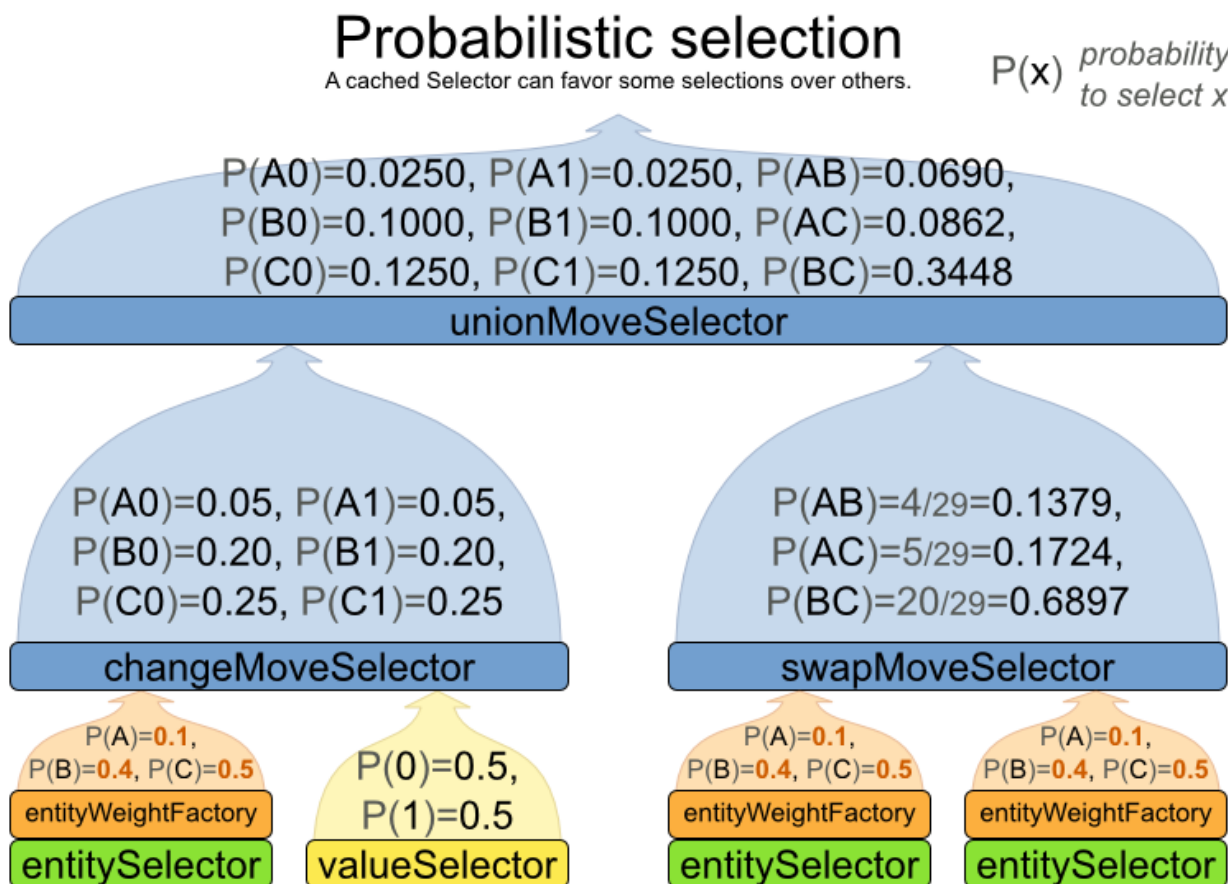 Probabilistic selection
A cached Selector can favor some selections over others.
P(x) probability
to select x
P(A0)=0.0250, P(A1)=0.0250, P(AB)=0.0690,
P(B0)=0.1000, P(B1)=0.1000, P(AC)=0.0862,
P(C0)=0.1250, P(C1)=0.1250, P(BC)=0.3448
unionMoveSelector
P(A0)=0.05, P(A1)=0.05,
P(B0)=0.20, P(B1)=0.20,
P(C0)=0.25, P(C1)=0.25
changeMoveSelector
P(AB)=4/29=0.1379,
P(AC)=5/29=0.1724,
P(BC)=20/29=0.6897
swapMoveSelector
P(A)=0.1,
P(B)=0.4, P(C)=0.5
entityWeightFactory
entitySelector
P(0)=0.5,
P(1)=0.5
valueSelector
P(A)=0.1,
P(B)=0.4, P(C)=0.5
entityWeightFactory
entitySelector
P(A)=0.1,
P(B)=0.4, P(C)=0.5
entityWeightFactory
entitySelector